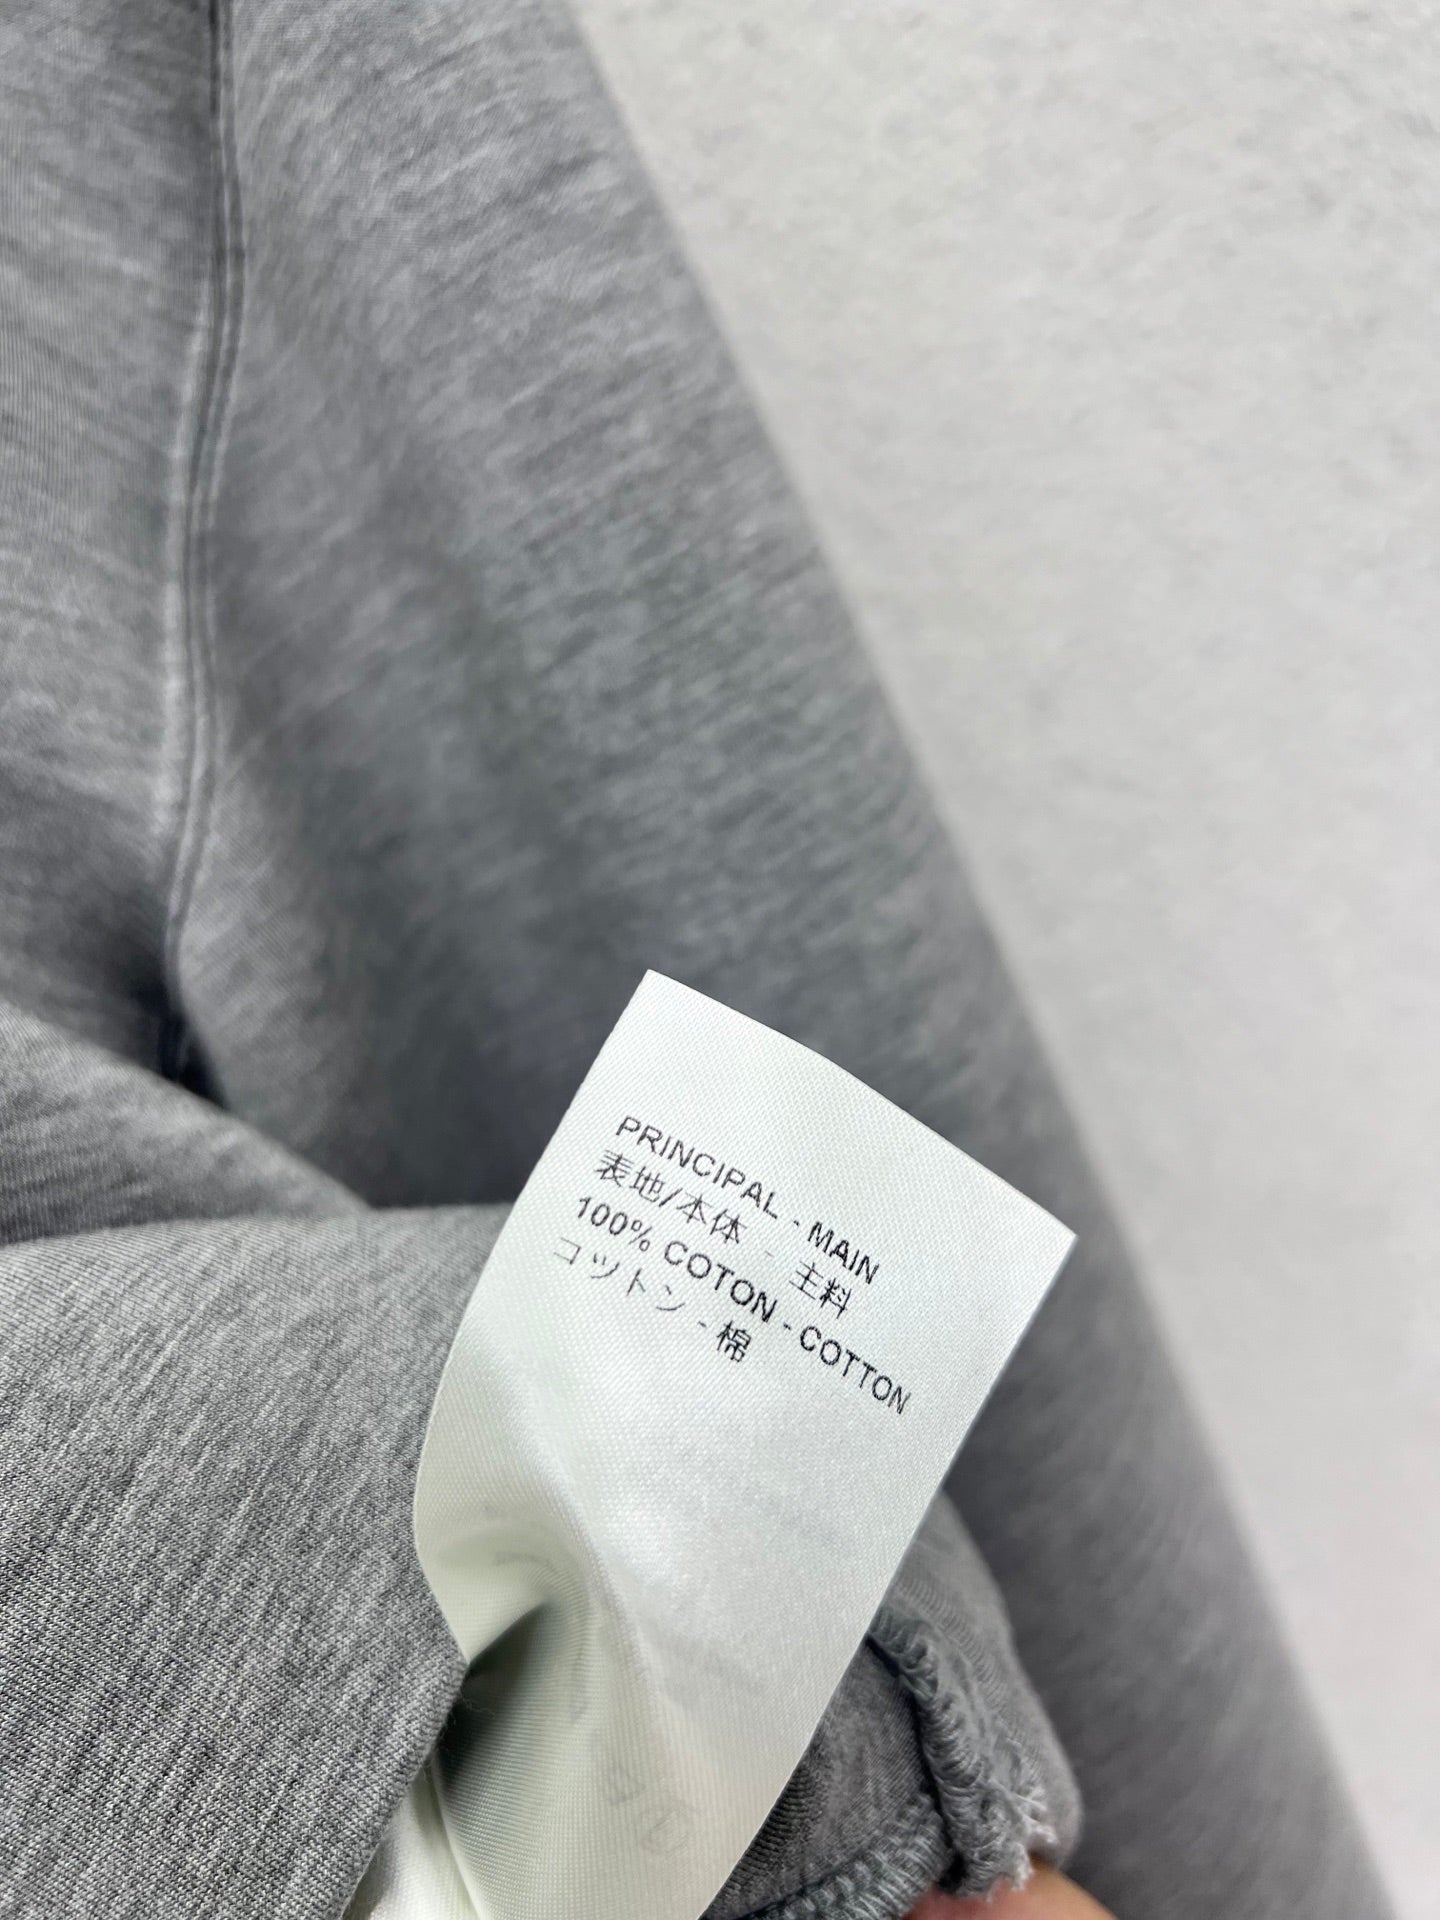 PRINCIPAL - MAIN
表地/本体 - 主料
100% COTON - COTTON
コットン - 棉